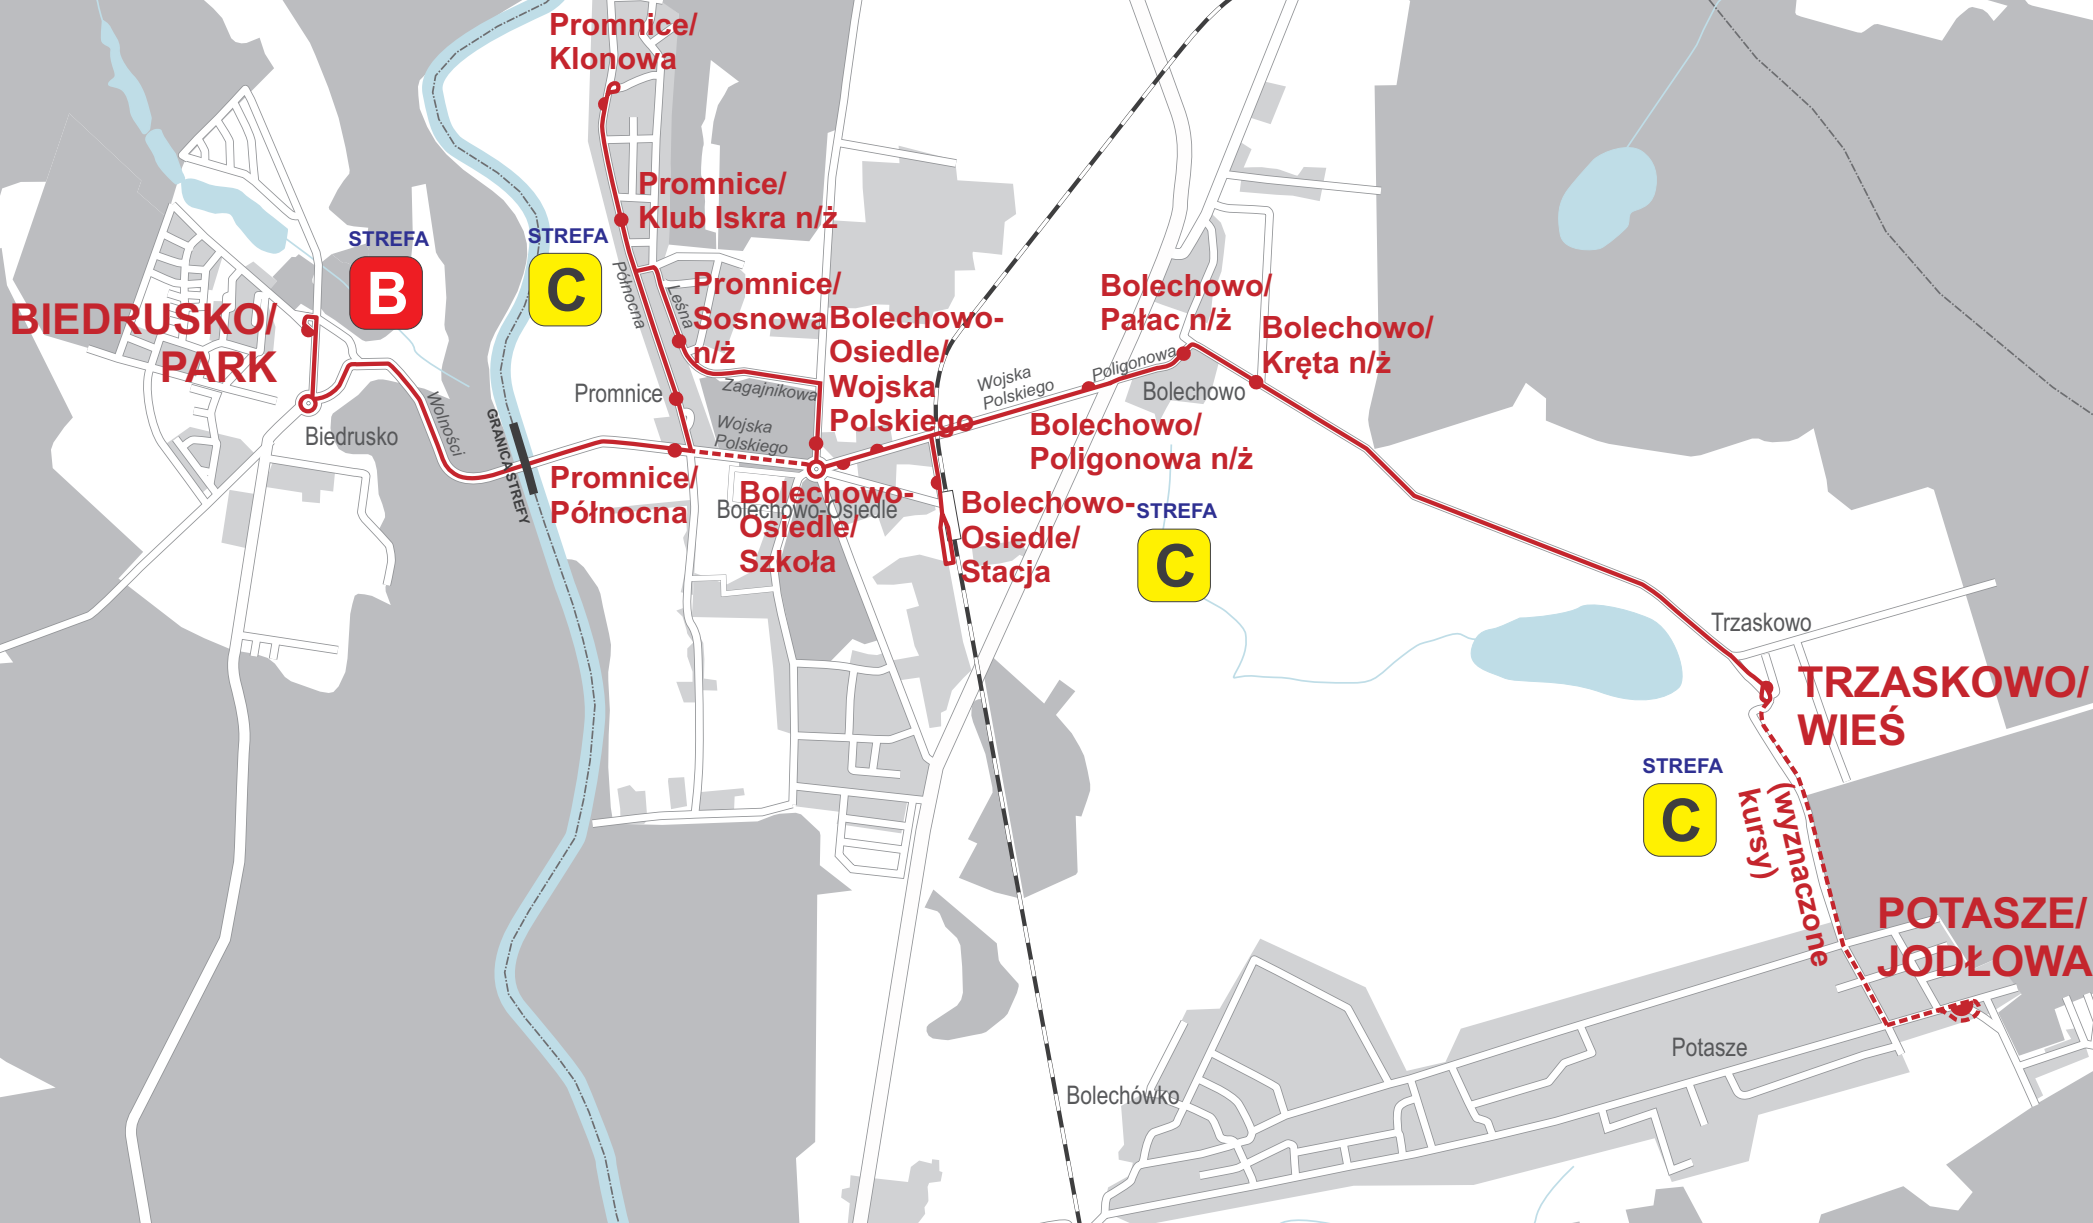 Promnice/
Klonowa
Promnice/
Klub Iskra n/ż
STREFA
B
STREFA
C
Północna
Leśna
Promnice/
Sosnowa
n/ż
BIEDRUSKO/
PARK
Bolechowo-
Osiedle/
Wojska
Polskiego
Bolechowo/
Pałac n/ż
Bolechowo/
Kręta n/ż
Wojska
Polskiego
Poligonowa
Bolechowo
Promnice
Zagajnikowa
Wojska
Polskiego
Biedrusko
Wolności
GRANICA STREFY
Bolechowo/
Poligonowa n/ż
Promnice/
Północna
Bolechowo-
Osiedle/
Szkoła
Bolechowo-Osiedle
Bolechowo-
Osiedle/
Stacja
STREFA
C
Trzaskowo
TRZASKOWO/
WIEŚ
STREFA
C
(wyznaczone
kursy)
POTASZE/
JODŁOWA
Potasze
Bolechówko